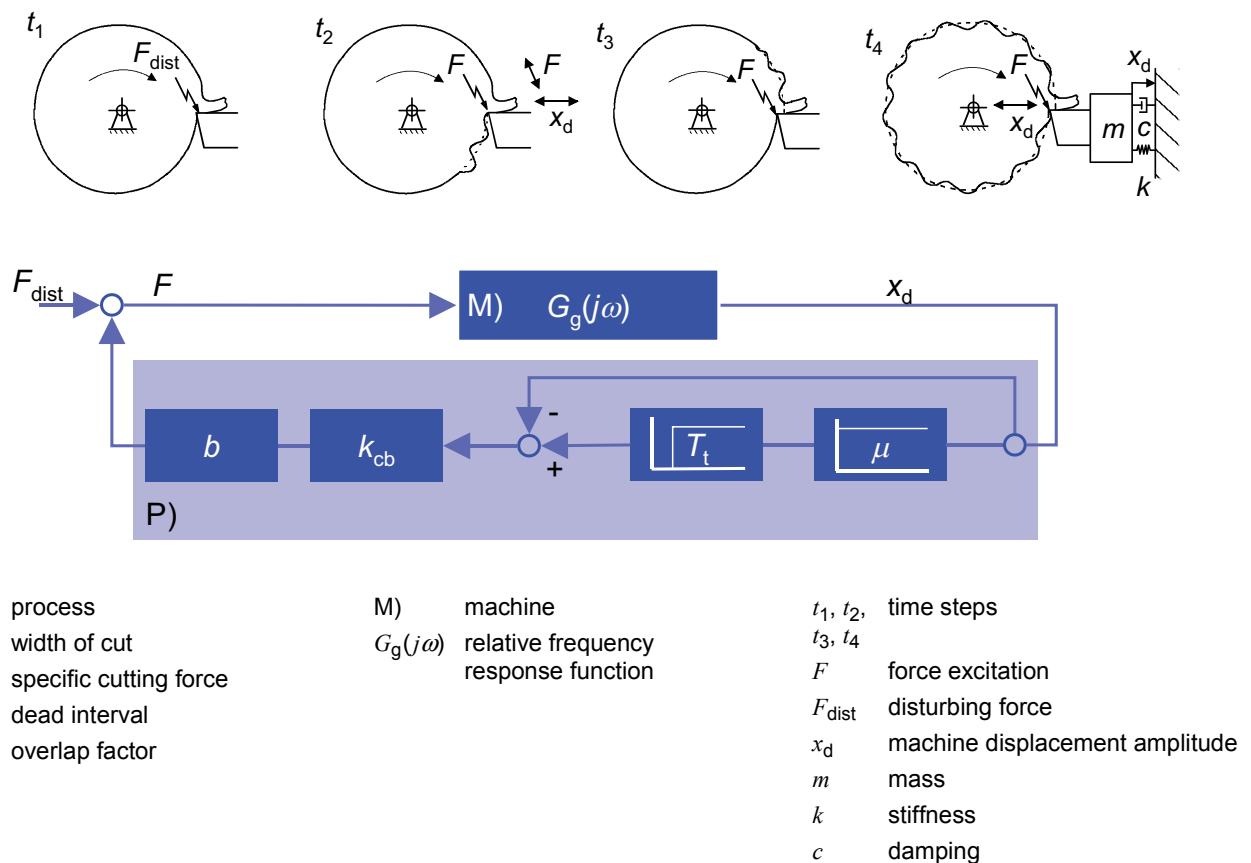 t1
F dist
t2
F
F
xd
t3
F
t4
F
xd
xd
m
c
k
F dist
F
M) Gg(jω)
xd
b
kcb
-
+
Tt
μ
P)
process
width of cut
specific cutting force
dead interval
overlap factor
M) machine
Gg(jω) relative frequency
response function
t1, t2, time steps
t3, t4
F force excitation
Fdist disturbing force
xd machine displacement amplitude
m mass
k stiffness
c damping